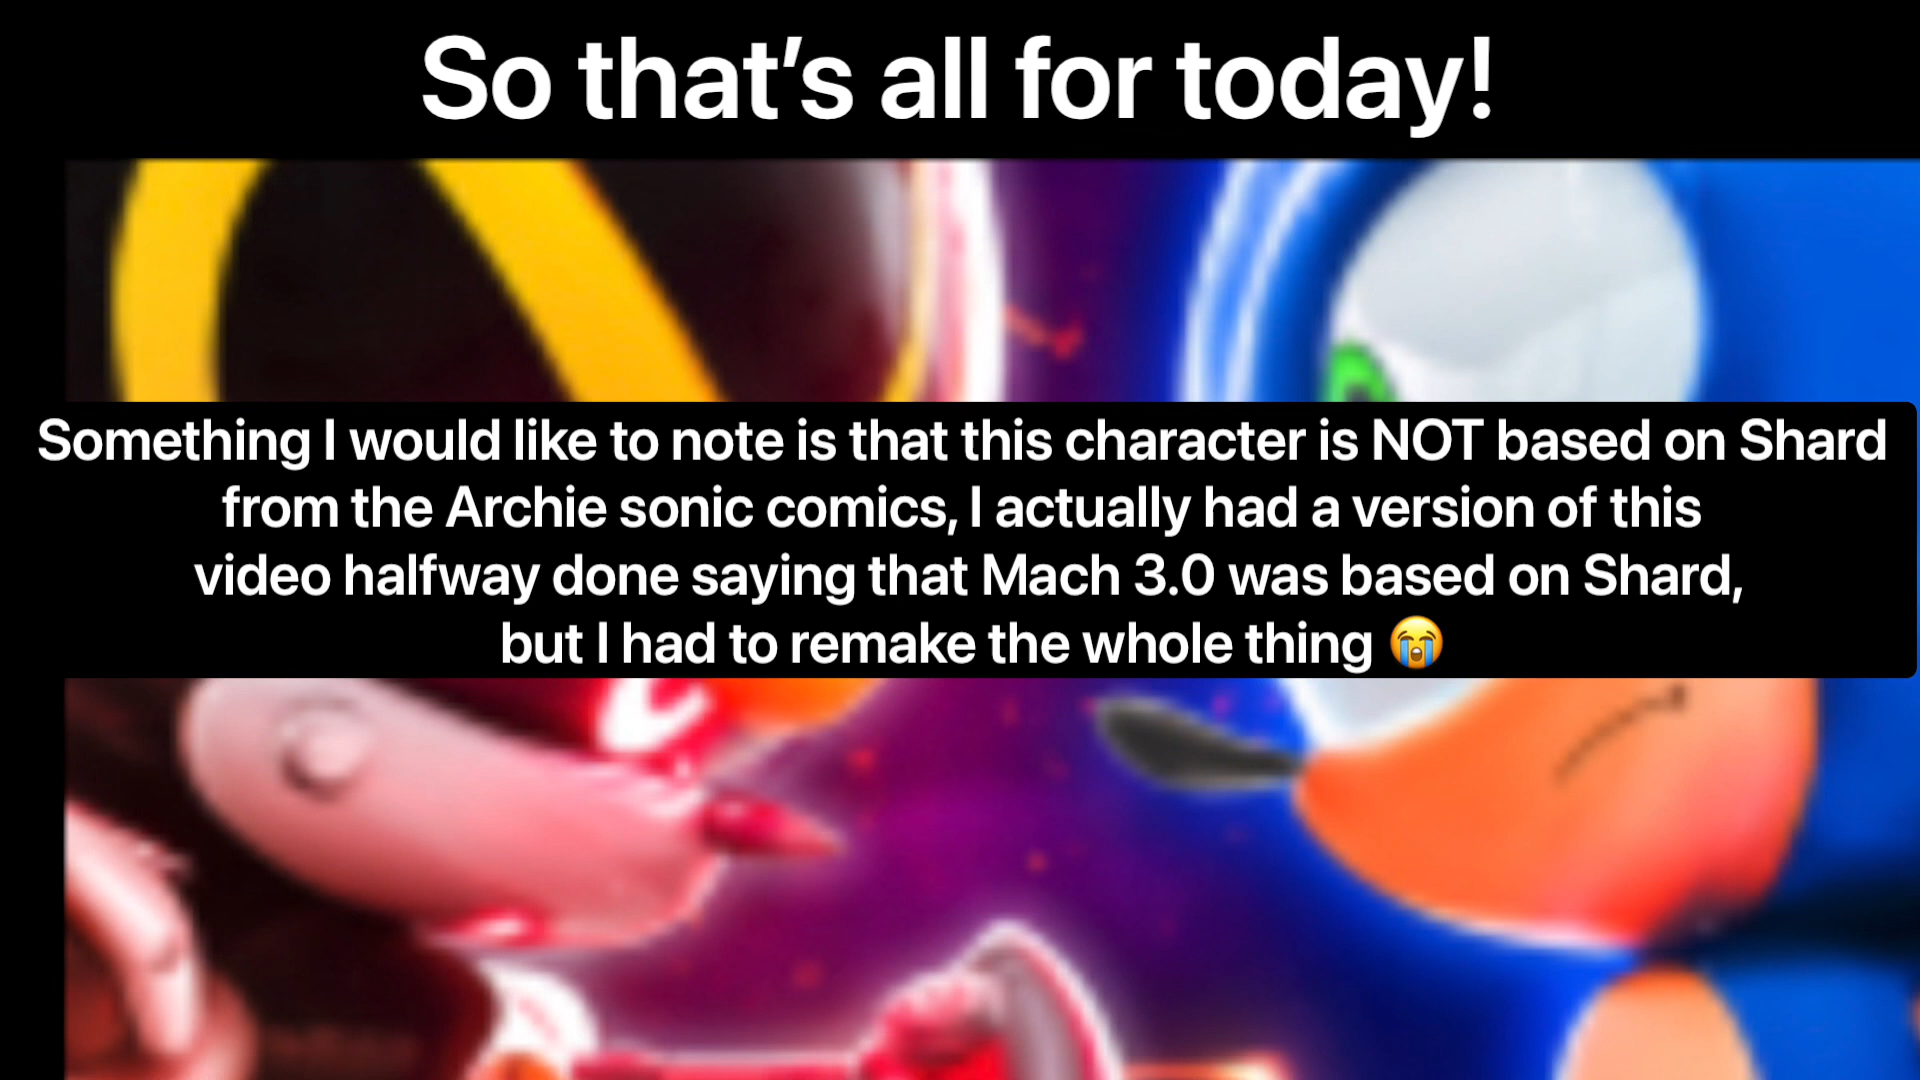 So that’s all for today!
Something I would like to note is that this character is NOT based on Shard
from the Archie sonic comics, I actually had a version of this
video halfway done saying that Mach 3.0 was based on Shard,
but I had to remake the whole thing 😭